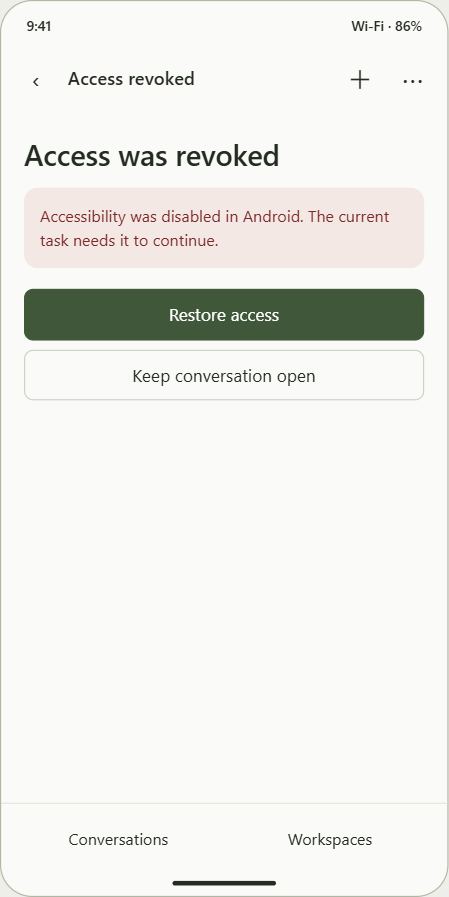 9:41
Wi-Fi · 86%
‹ Access revoked + ...
Access was revoked
Accessibility was disabled in Android. The current
task needs it to continue.
Restore access
Keep conversation open
Conversations
Workspaces